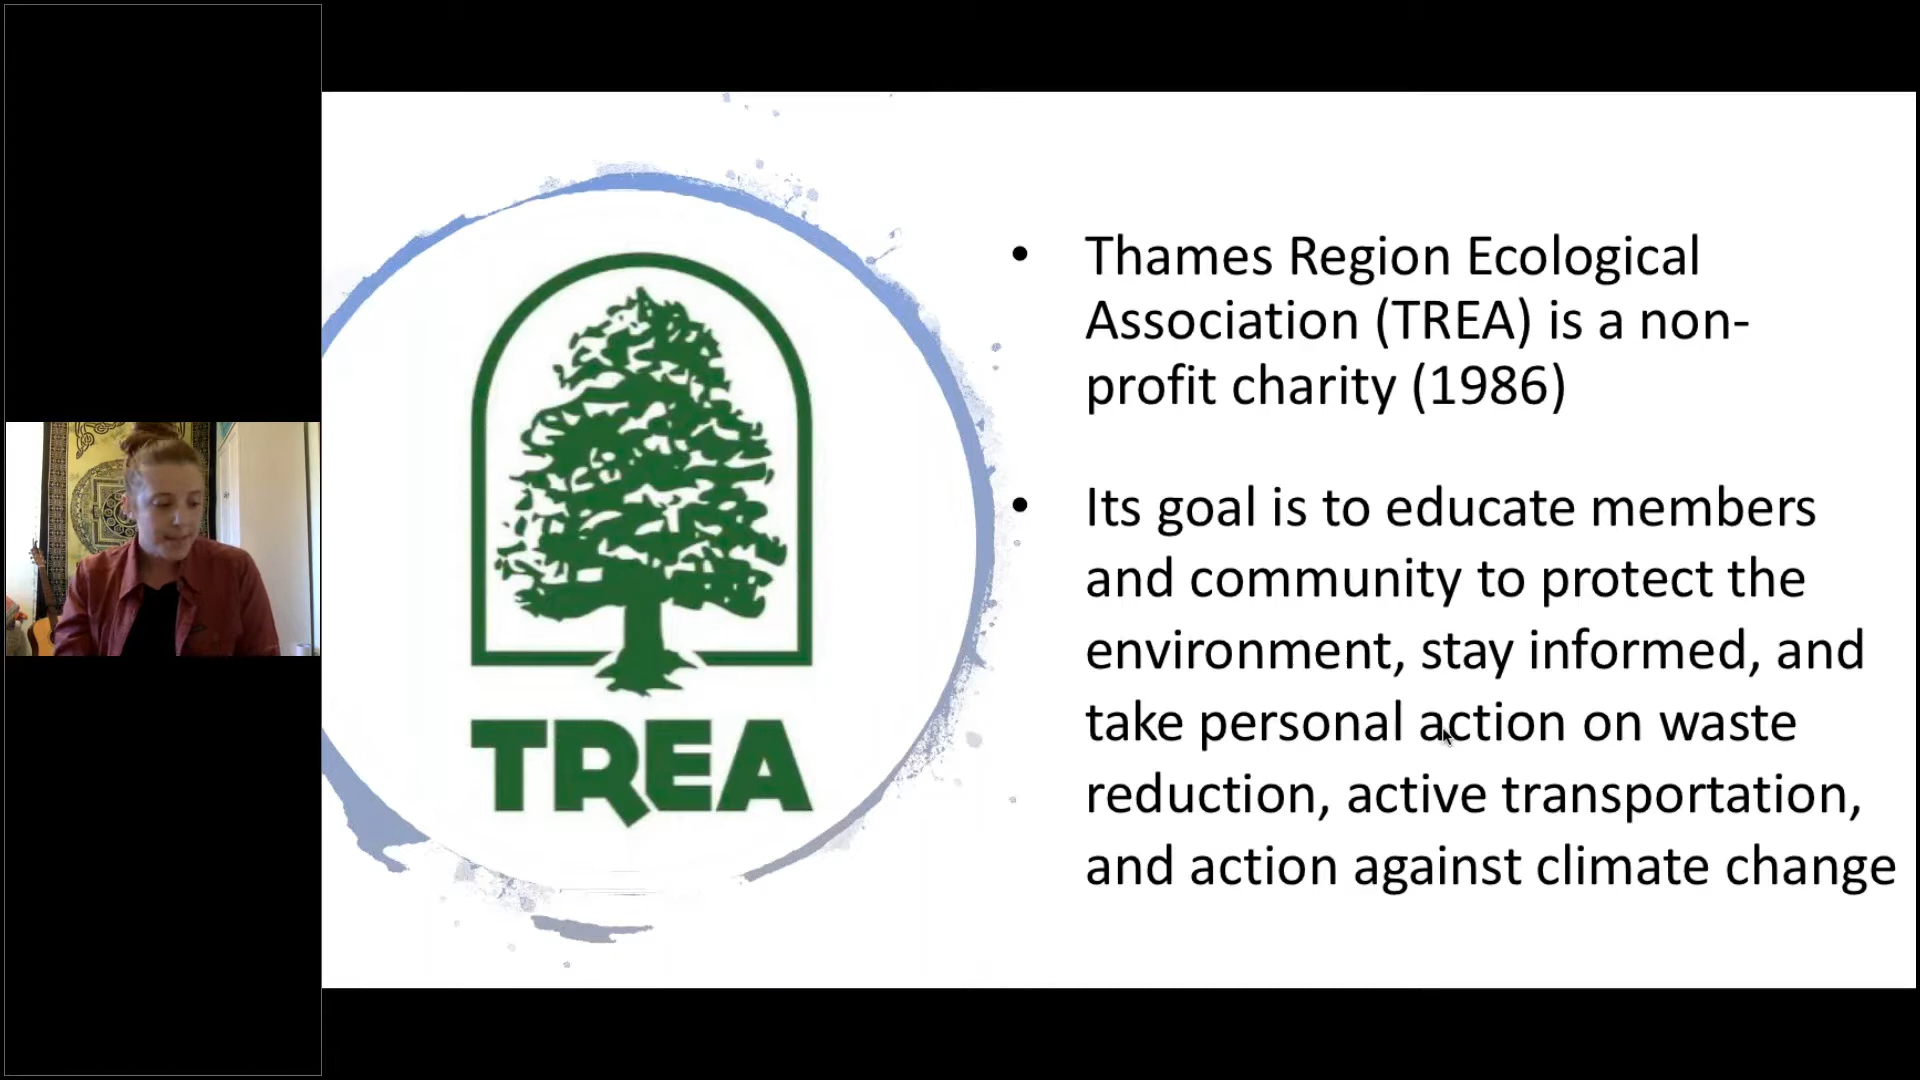 TREA
• Thames Region Ecological
Association (TREA) is a non-
profit charity (1986)
• Its goal is to educate members
and community to protect the
environment, stay informed, and
take personal action on waste
reduction, active transportation,
and action against climate change